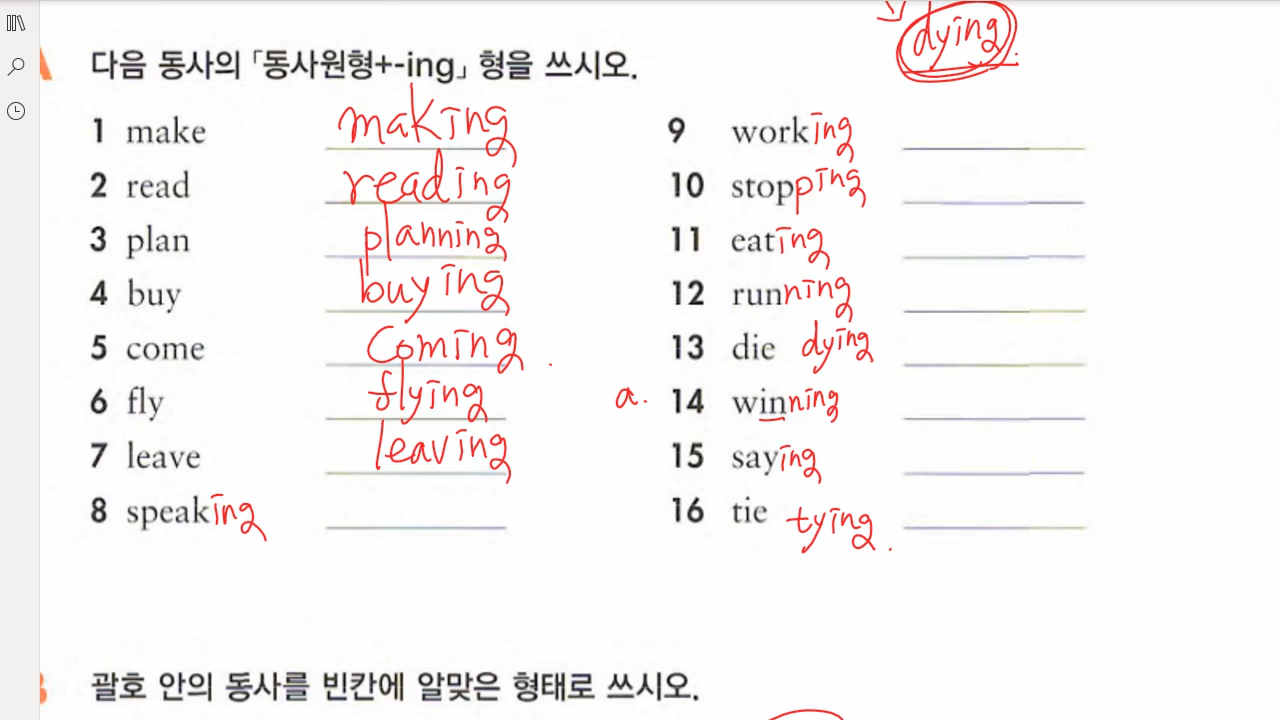 dying.
A 다음 동사의 「동사원형+-ing」 형을 쓰시오.
1 make making
2 read reading
3 plan planning
4 buy buying
5 come coming
6 fly flying
7 leave leaving
8 speaking
9 working
10 stopping
11 eating
12 running
13 die dying
a. 14 winning
15 saying
16 tie tying.
B 괄호 안의 동사를 빈칸에 알맞은 형태로 쓰시오.